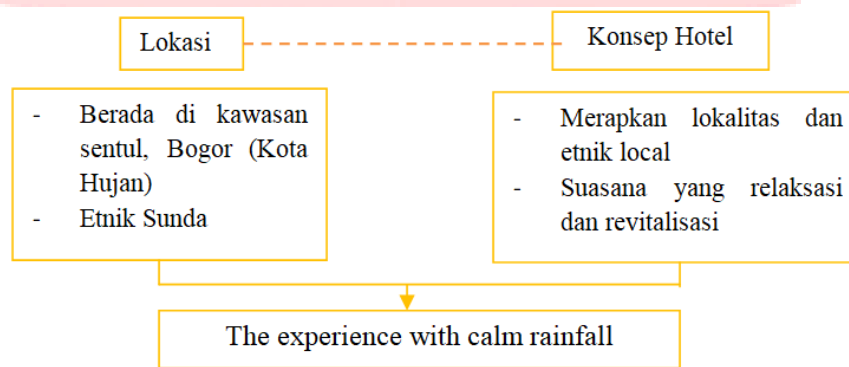 Lokasi
Konsep Hotel
- Berada di kawasan
sentul, Bogor (Kota
Hujan)
- Etnik Sunda
- Merapkan lokalitas dan
etnik local
- Suasana yang relaksasi
dan revitalisasi
The experience with calm rainfall